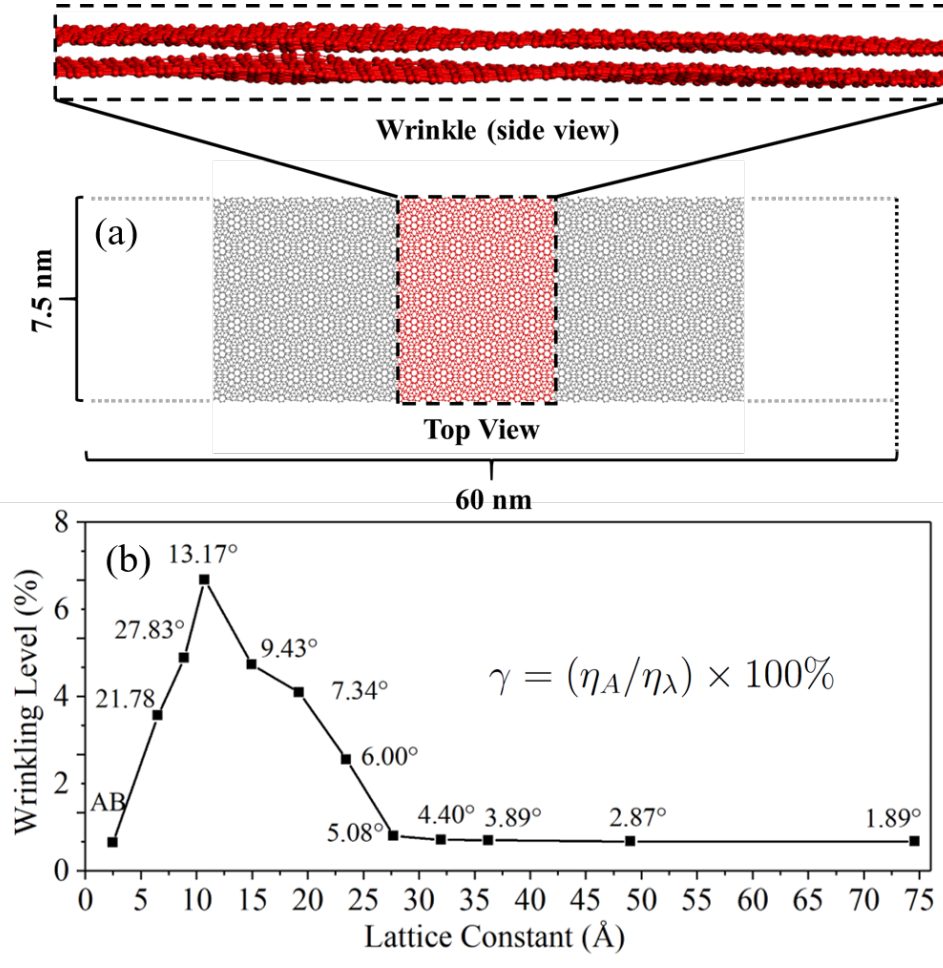 Wrinkle (side view)
(a)
7.5 nm
Top View
60 nm
(b)
Wrinkling Level (%)
8
6
4
2
0
AB
21.78
27.83°
13.17°
9.43°
7.34°
6.00°
5.08°
4.40°
3.89°
2.87°
1.89°
γ = (η_A/η_λ) × 100%
0 5 10 15 20 25 30 35 40 45 50 55 60 65 70 75
Lattice Constant (Å)